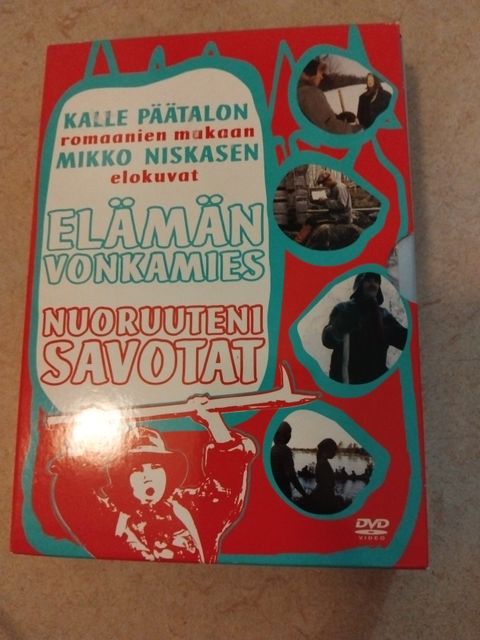 KALLE PÄÄTALON
romaanien mukaan
MIKKO NISKASEN
elokuvat
ELÄMÄN
VONKAMIES
NUORUUTENI
SAVOTAT
DVD
VIDEO